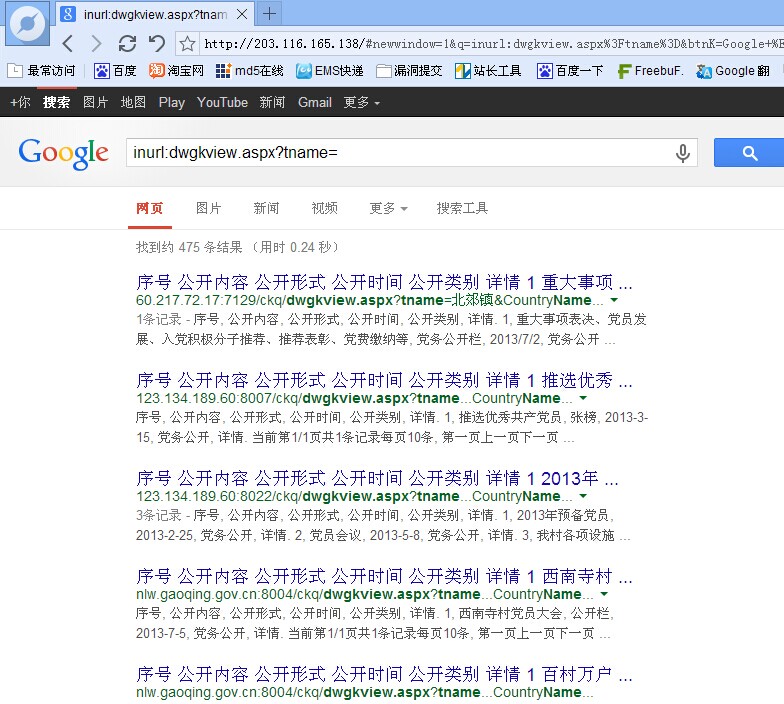 inurl:dwgkview.aspx?tnam
http://203.116.165.138/#newwindow=1&q=inurl:dwgkview.aspx%3Ftname%3D&btnK=Google+%E
最常访问 百度 淘宝网 md5在线 EMS快递 漏洞提交 站长工具 百度一下 FreebuF. Google 翻
+你 搜索 图片 地图 Play YouTube 新闻 Gmail 更多
Google inurl:dwgkview.aspx?tname=
网页 图片 新闻 视频 更多 搜索工具
找到约 475 条结果 （用时 0.24 秒）
序号 公开内容 公开形式 公开时间 公开类别 详情 1 重大事项 ...
60.217.72.17:7129/ckq/dwgkview.aspx?tname=北郊镇&CountryName...
1条记录 - 序号, 公开内容, 公开形式, 公开时间, 公开类别, 详情. 1, 重大事项表决、党员发
展、入党积极分子推荐、推荐表彰、党费缴纳等, 党务公开栏, 2013/7/2, 党务公开 ...
序号 公开内容 公开形式 公开时间 公开类别 详情 1 推选优秀 ...
123.134.189.60:8007/ckq/dwgkview.aspx?tname...CountryName...
序号, 公开内容, 公开形式, 公开时间, 公开类别, 详情. 1, 推选优秀共产党员, 张榜, 2013-3-
15, 党务公开, 详情. 当前第1/1页共1条记录每页10条, 第一页上一页下一页 ...
序号 公开内容 公开形式 公开时间 公开类别 详情 1 2013年 ...
123.134.189.60:8022/ckq/dwgkview.aspx?tname...CountryName...
3条记录 - 序号, 公开内容, 公开形式, 公开时间, 公开类别, 详情. 1, 2013年预备党员,
2013-2-25, 党务公开, 详情. 2, 党员会议, 2013-5-8, 党务公开, 详情. 3, 我村各项设施 ...
序号 公开内容 公开形式 公开时间 公开类别 详情 1 西南寺村 ...
nlw.gaoqing.gov.cn:8004/ckq/dwgkview.aspx?tname...CountryName...
序号, 公开内容, 公开形式, 公开时间, 公开类别, 详情. 1, 西南寺村党员大会, 公开栏,
2013-7-5, 党务公开, 详情. 当前第1/1页共1条记录每页10条, 第一页上一页下一页 ...
序号 公开内容 公开形式 公开时间 公开类别 详情 1 百村万户 ...
nlw.gaoqing.gov.cn:8004/ckq/dwgkview.aspx?tname...CountryName...